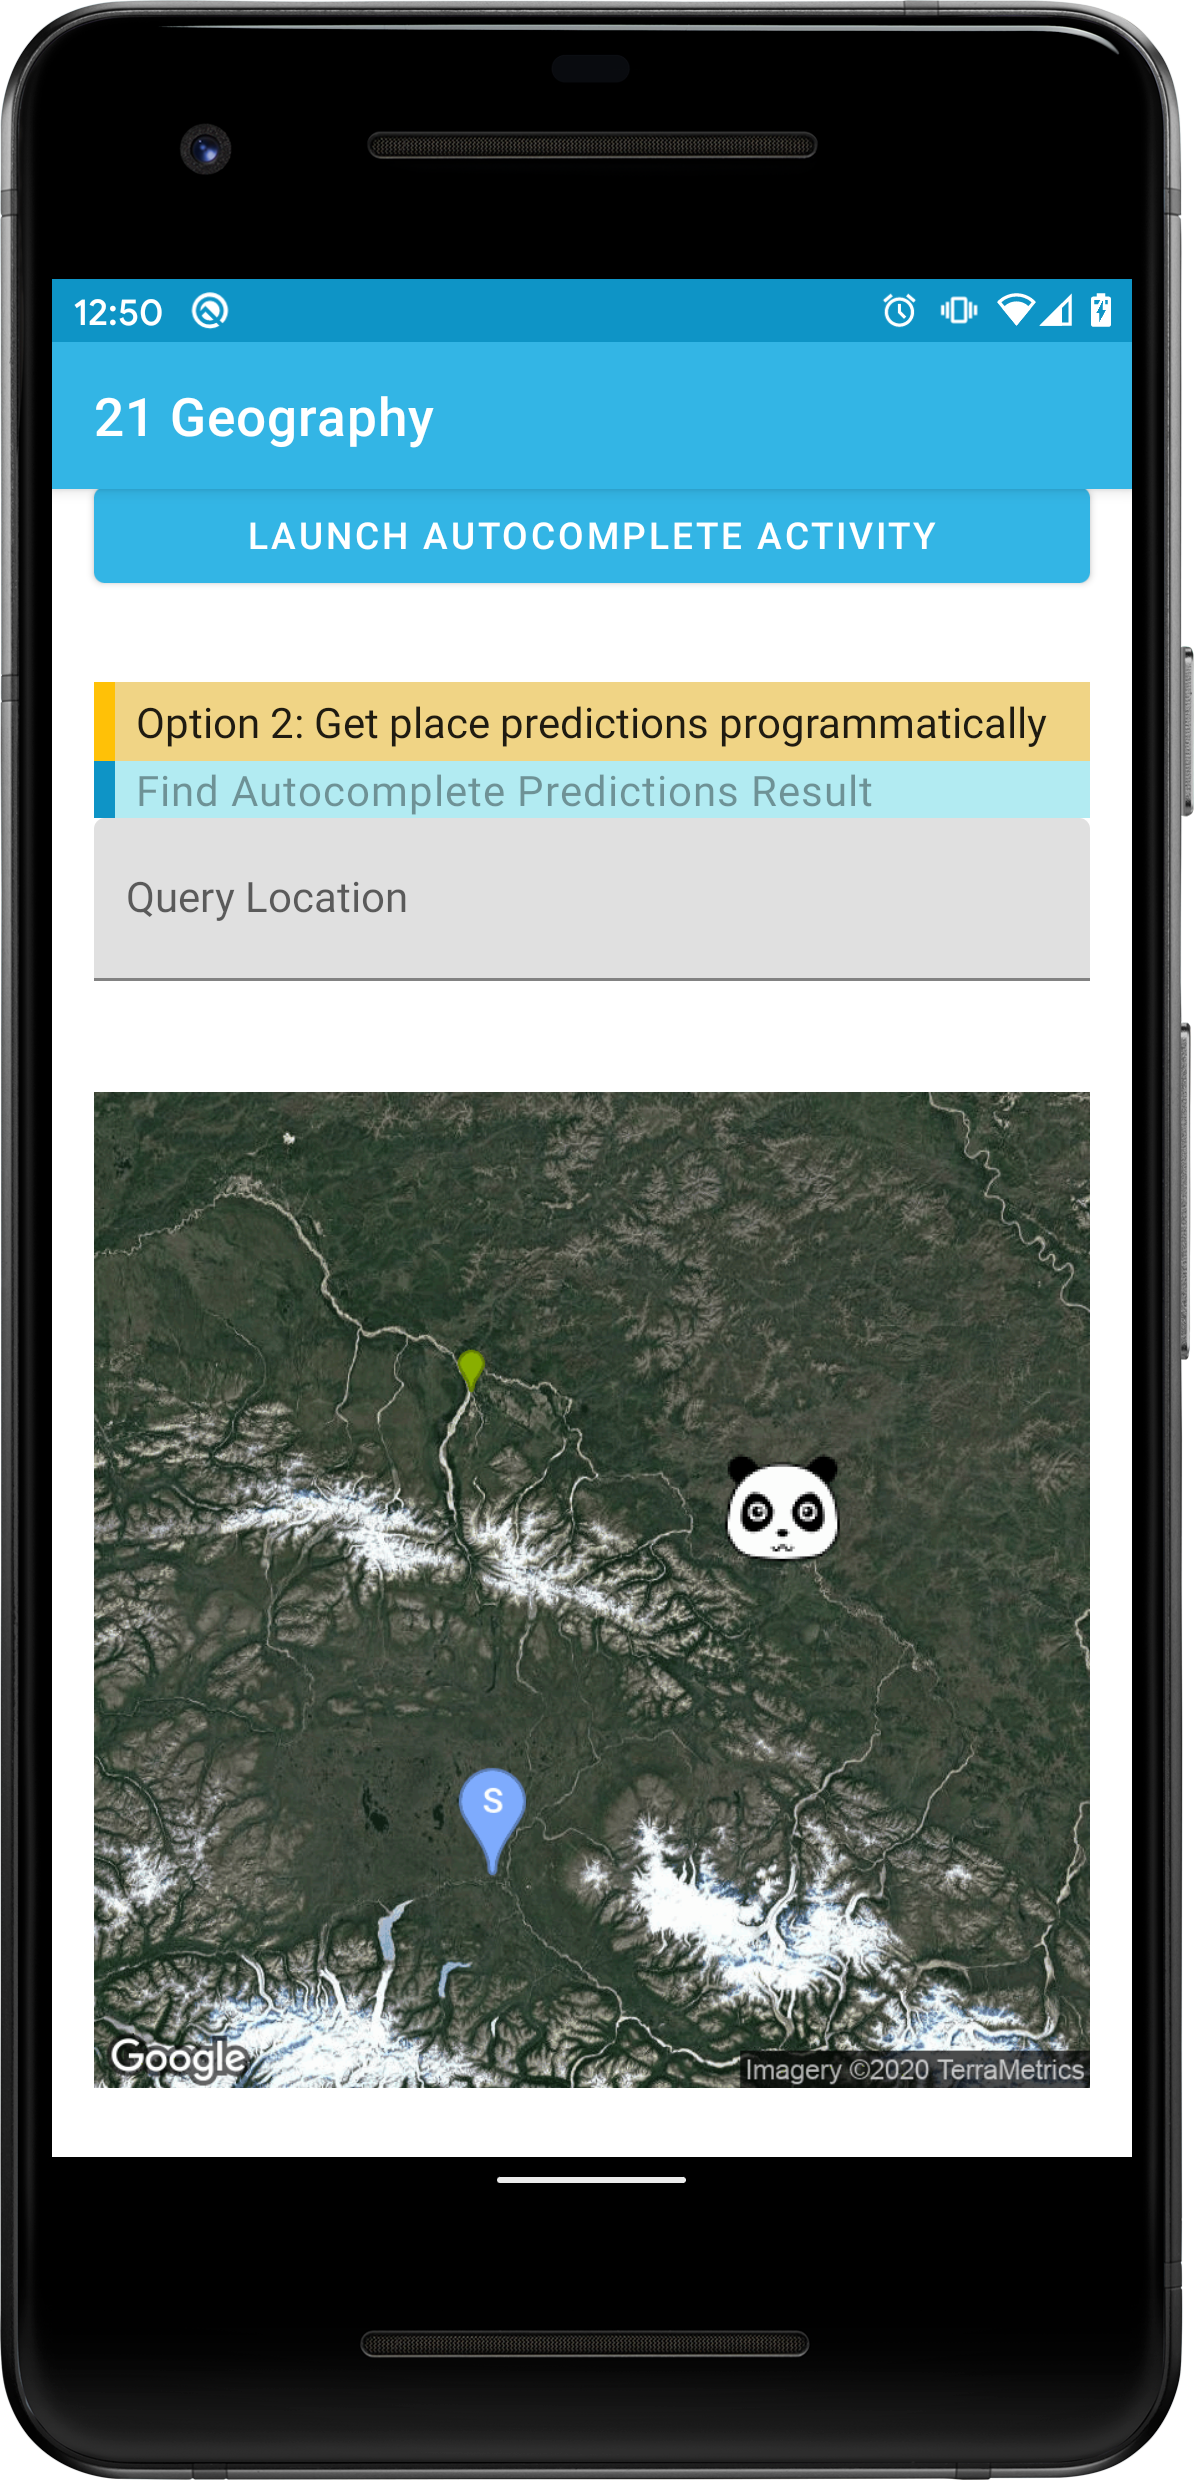 12:50
21 Geography
LAUNCH AUTOCOMPLETE ACTIVITY
Option 2: Get place predictions programmatically
Find Autocomplete Predictions Result
Query Location
S
Google
Imagery ©2020 TerraMetrics